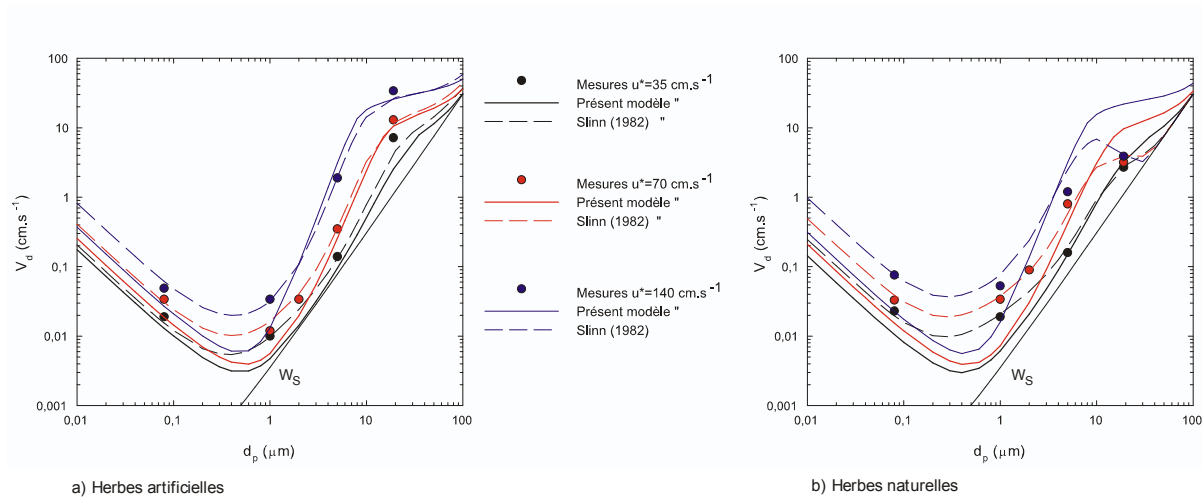 100
10
1
0,1
0,01
0,001
V_d (cm.s⁻¹)
0,01 0,1 1 10 100
d_p (μm)
W_S
a) Herbes artificielles
Mesures u*=35 cm.s⁻¹
Présent modèle "
Slinn (1982) "
Mesures u*=70 cm.s⁻¹
Présent modèle "
Slinn (1982) "
Mesures u*=140 cm.s⁻¹
Présent modèle "
Slinn (1982)
100
10
1
0,1
0,01
0,001
V_d (cm.s⁻¹)
0,01 0,1 1 10 100
d_p (μm)
W_S
b) Herbes naturelles